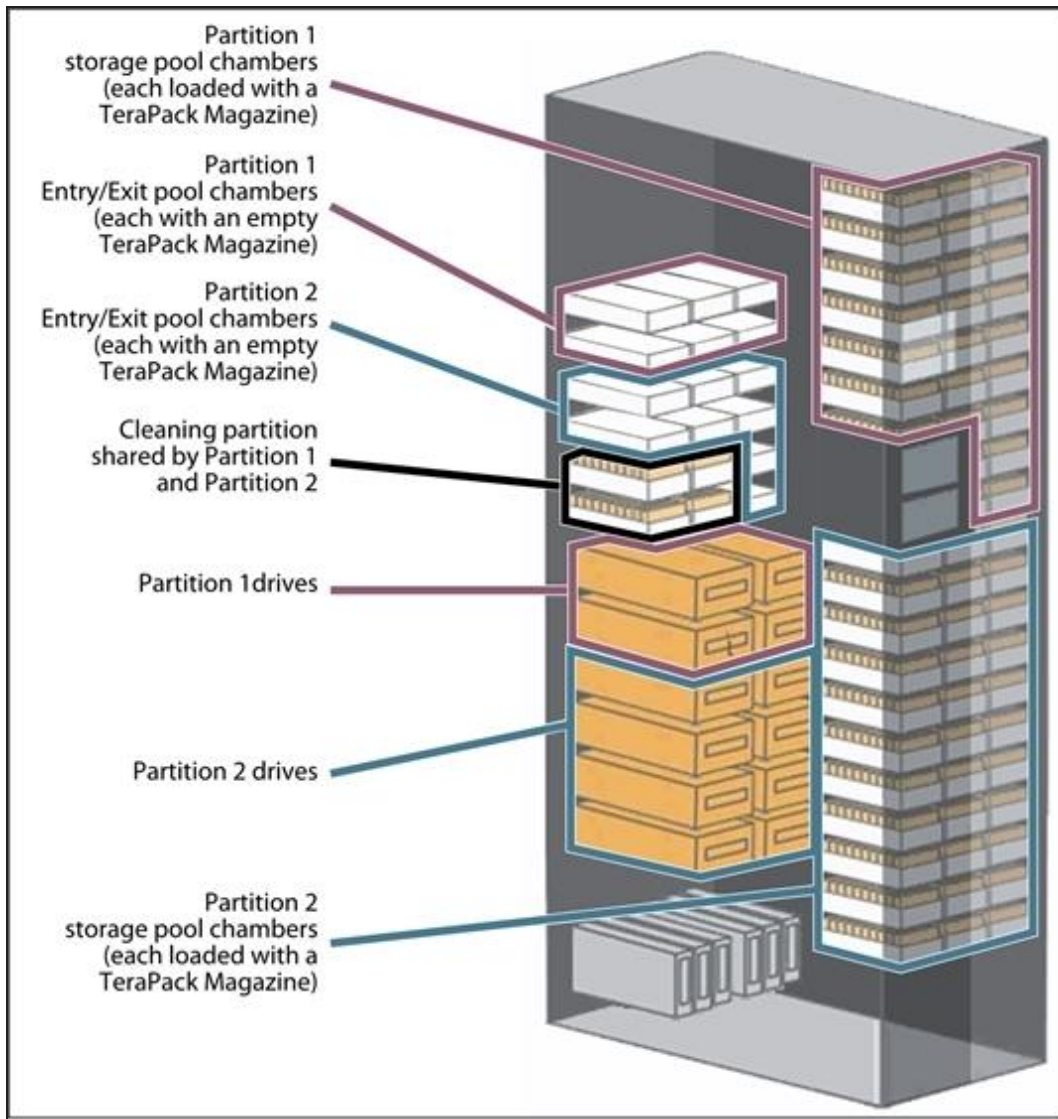 Partition 1
storage pool chambers
(each loaded with a
TeraPack Magazine)
Partition 1
Entry/Exit pool chambers
(each with an empty
TeraPack Magazine)
Partition 2
Entry/Exit pool chambers
(each with an empty
TeraPack Magazine)
Cleaning partition
shared by Partition 1
and Partition 2
Partition 1drives
Partition 2 drives
Partition 2
storage pool chambers
(each loaded with a
TeraPack Magazine)